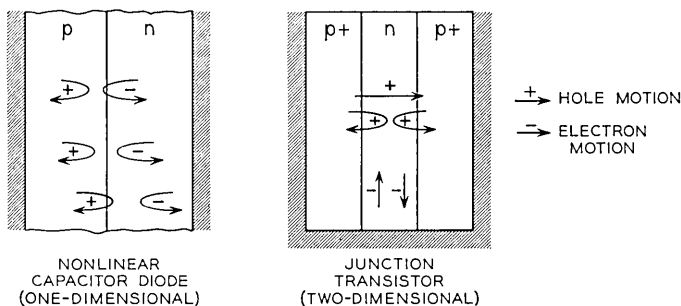 p n
p+ n p+
+ -
+
+ +
+ -
- -
+ -
+ HOLE MOTION
- ELECTRON
MOTION
NONLINEAR
CAPACITOR DIODE
(ONE-DIMENSIONAL)
JUNCTION
TRANSISTOR
(TWO-DIMENSIONAL)